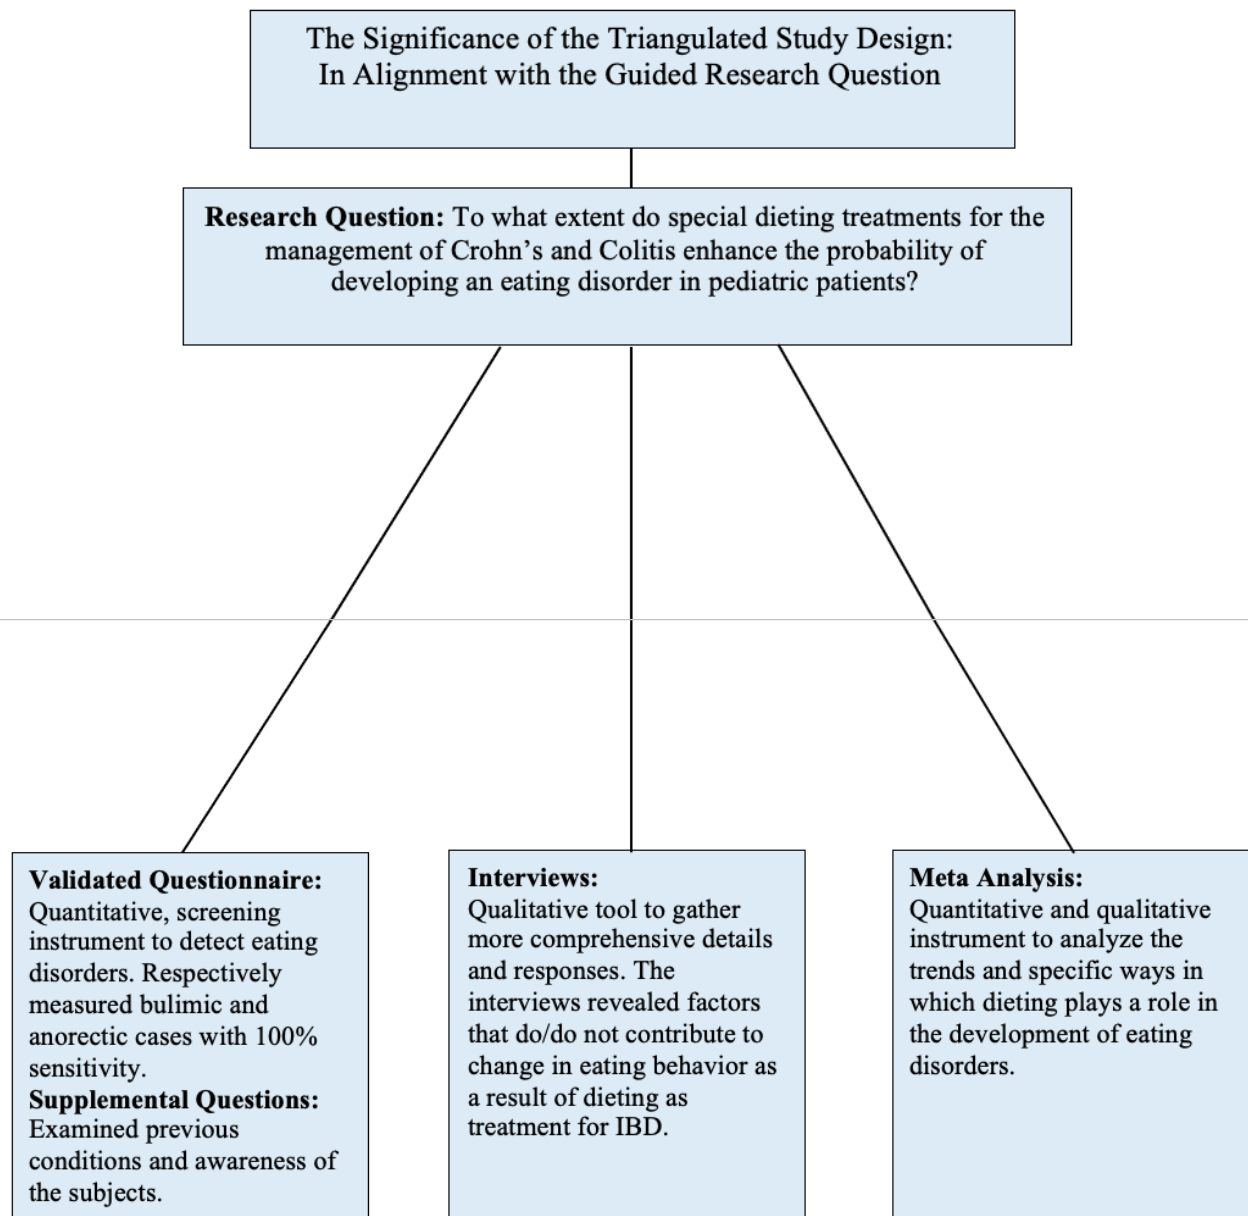 The Significance of the Triangulated Study Design:
In Alignment with the Guided Research Question
Research Question: To what extent do special dieting treatments for the
management of Crohn’s and Colitis enhance the probability of
developing an eating disorder in pediatric patients?
Validated Questionnaire:
Quantitative, screening
instrument to detect eating
disorders. Respectively
measured bulimic and
anorectic cases with 100%
sensitivity.
Supplemental Questions:
Examined previous
conditions and awareness of
the subjects.
Interviews:
Qualitative tool to gather
more comprehensive details
and responses. The
interviews revealed factors
that do/do not contribute to
change in eating behavior as
a result of dieting as
treatment for IBD.
Meta Analysis:
Quantitative and qualitative
instrument to analyze the
trends and specific ways in
which dieting plays a role in
the development of eating
disorders.